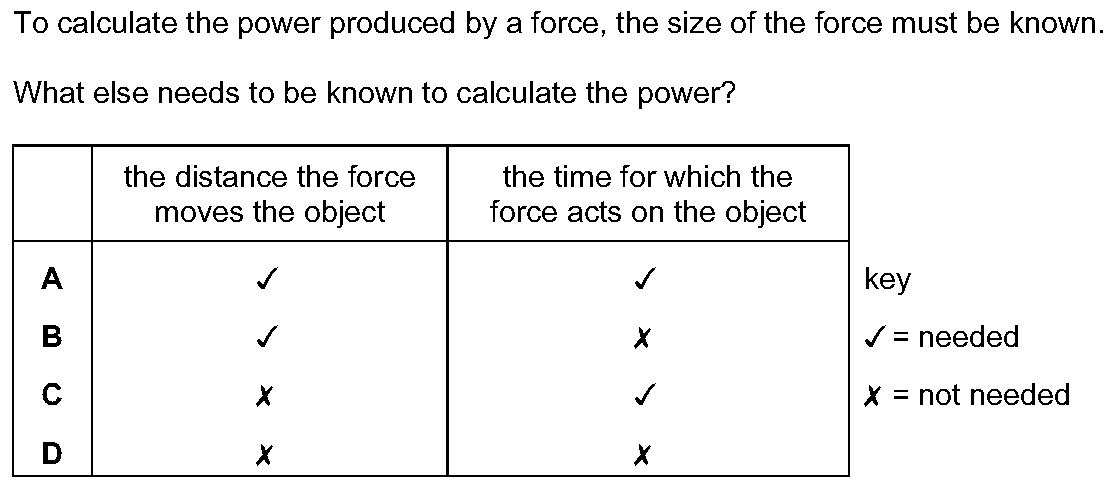 To calculate the power produced by a force, the size of the force must be known.
What else needs to be known to calculate the power?
the distance the force moves the object
the time for which the force acts on the object
A ✓ ✓
key
B ✓ ✗
✓ = needed
C ✗ ✓
✗ = not needed
D ✗ ✗